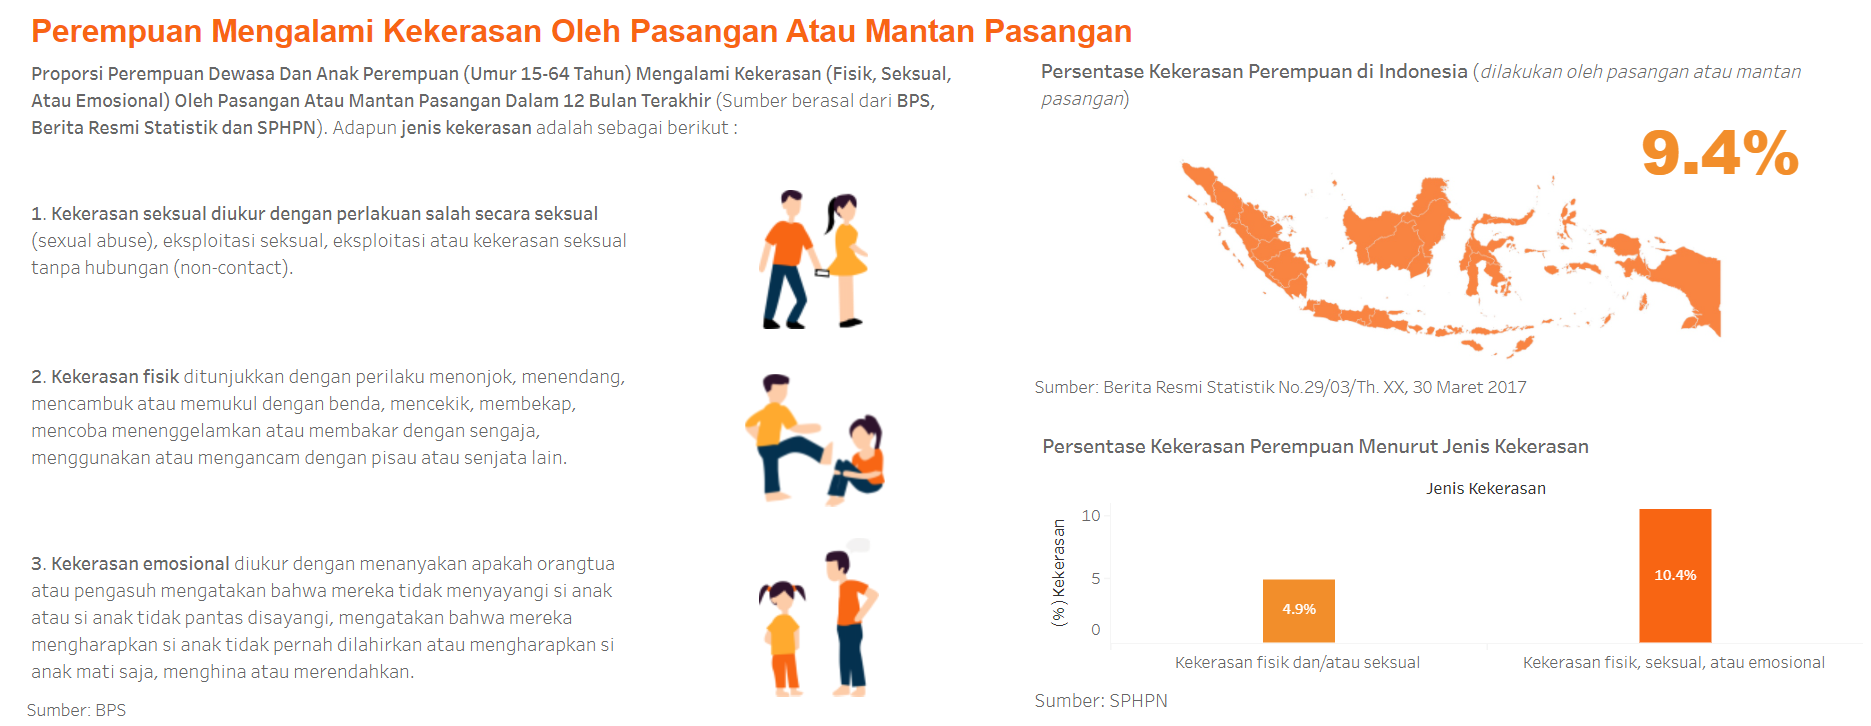 Perempuan Mengalami Kekerasan Oleh Pasangan Atau Mantan Pasangan
Proporsi Perempuan Dewasa Dan Anak Perempuan (Umur 15-64 Tahun) Mengalami Kekerasan (Fisik, Seksual,
Atau Emosional) Oleh Pasangan Atau Mantan Pasangan Dalam 12 Bulan Terakhir (Sumber berasal dari BPS,
Berita Resmi Statistik dan SPHPN). Adapun jenis kekerasan adalah sebagai berikut :
1. Kekerasan seksual diukur dengan perlakuan salah secara seksual
(sexual abuse), eksploitasi seksual, eksploitasi atau kekerasan seksual
tanpa hubungan (non-contact).
2. Kekerasan fisik ditunjukkan dengan perilaku menonjok, menendang,
mencambuk atau memukul dengan benda, mencekik, membekap,
mencoba menenggelamkan atau membakar dengan sengaja,
menggunakan atau mengancam dengan pisau atau senjata lain.
3. Kekerasan emosional diukur dengan menanyakan apakah orangtua
atau pengasuh mengatakan bahwa mereka tidak menyayangi si anak
atau si anak tidak pantas disayangi, mengatakan bahwa mereka
mengharapkan si anak tidak pernah dilahirkan atau mengharapkan si
anak mati saja, menghina atau merendahkan.
Sumber: BPS
Persentase Kekerasan Perempuan di Indonesia (dilakukan oleh pasangan atau mantan
pasangan)
9.4%
Sumber: Berita Resmi Statistik No.29/03/Th. XX, 30 Maret 2017
Persentase Kekerasan Perempuan Menurut Jenis Kekerasan
Jenis Kekerasan
(%) Kekerasan
10
5
0
4.9%
10.4%
Kekerasan fisik dan/atau seksual
Kekerasan fisik, seksual, atau emosional
Sumber: SPHPN